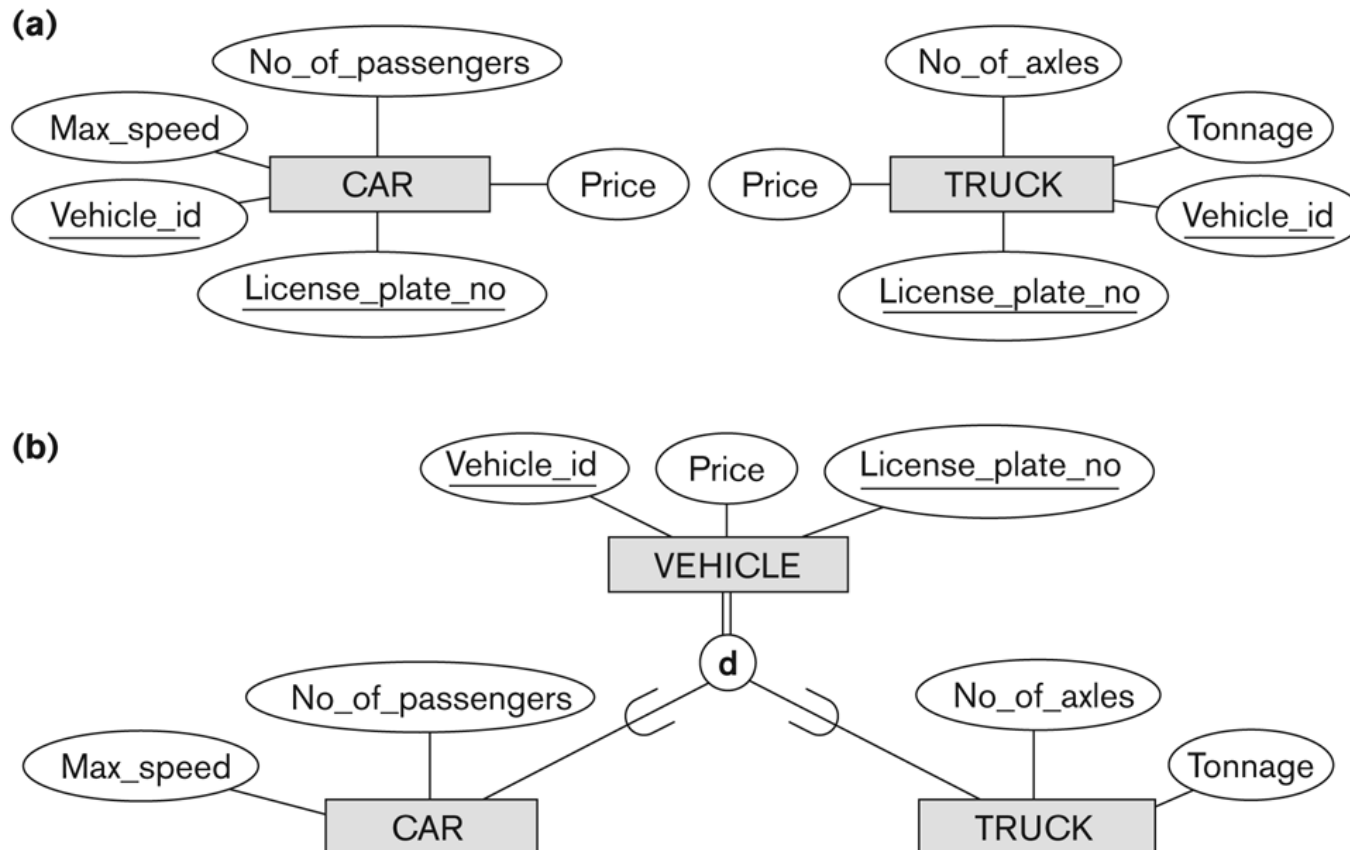 (a)
No_of_passengers
No_of_axles
Max_speed
Tonnage
CAR
Price
Price
TRUCK
Vehicle_id
Vehicle_id
License_plate_no
License_plate_no
(b)
Vehicle_id
Price
License_plate_no
VEHICLE
d
No_of_passengers
No_of_axles
Max_speed
Tonnage
CAR
TRUCK